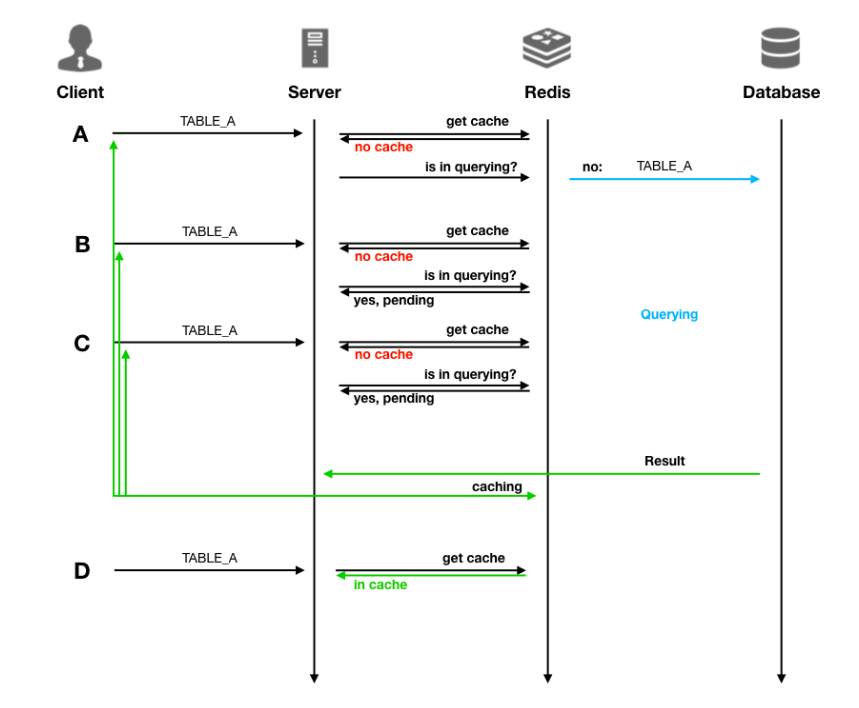 Client
Server
Redis
Database
A
TABLE_A
get cache
no cache
is in querying?
no:
TABLE_A
B
TABLE_A
get cache
no cache
is in querying?
yes, pending
Querying
C
TABLE_A
get cache
no cache
is in querying?
yes, pending
Result
caching
D
TABLE_A
get cache
in cache